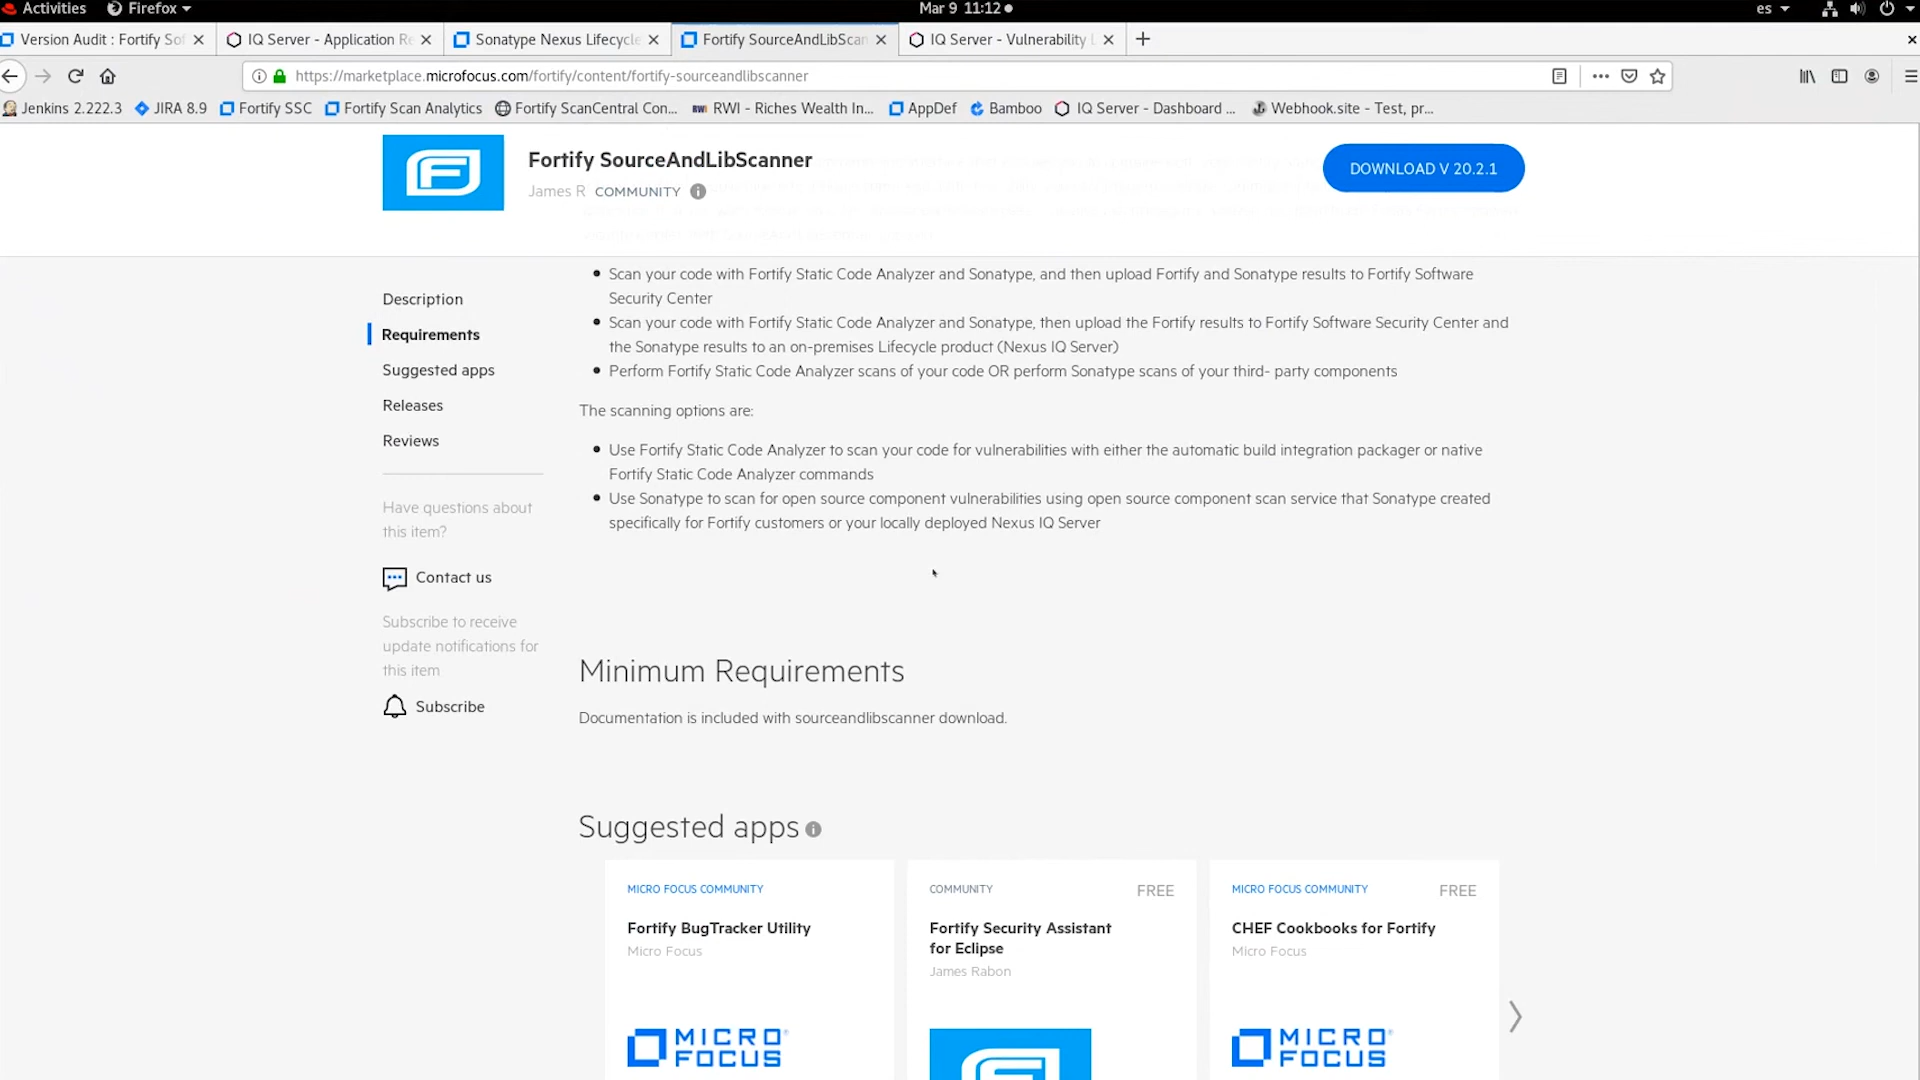 Activities Firefox Mar 9 11:12 es
Version Audit : Fortify Sof IQ Server - Application Re Sonatype Nexus Lifecycle Fortify SourceAndLibScan IQ Server - Vulnerability
https://marketplace.microfocus.com/fortify/content/fortify-sourceandlibscanner
Jenkins 2.222.3 JIRA 8.9 Fortify SSC Fortify Scan Analytics Fortify ScanCentral Con... RWI - Riches Wealth In... AppDef Bamboo IQ Server - Dashboard ... Webhook.site - Test, pr...
Fortify SourceAndLibScanner
James R COMMUNITY
DOWNLOAD V 20.2.1
Description
Requirements
Suggested apps
Releases
Reviews
Have questions about
this item?
Contact us
Subscribe to receive
update notifications for
this item
Subscribe
Scan your code with Fortify Static Code Analyzer and Sonatype, and then upload Fortify and Sonatype results to Fortify Software
Security Center
Scan your code with Fortify Static Code Analyzer and Sonatype, then upload the Fortify results to Fortify Software Security Center and
the Sonatype results to an on-premises Lifecycle product (Nexus IQ Server)
Perform Fortify Static Code Analyzer scans of your code OR perform Sonatype scans of your third- party components
The scanning options are:
Use Fortify Static Code Analyzer to scan your code for vulnerabilities with either the automatic build integration packager or native
Fortify Static Code Analyzer commands
Use Sonatype to scan for open source component vulnerabilities using open source component scan service that Sonatype created
specifically for Fortify customers or your locally deployed Nexus IQ Server
Minimum Requirements
Documentation is included with sourceandlibscanner download.
Suggested apps
MICRO FOCUS COMMUNITY
Fortify BugTracker Utility
Micro Focus
MICRO
FOCUS
COMMUNITY FREE
Fortify Security Assistant
for Eclipse
James Rabon
MICRO FOCUS COMMUNITY FREE
CHEF Cookbooks for Fortify
Micro Focus
MICRO
FOCUS